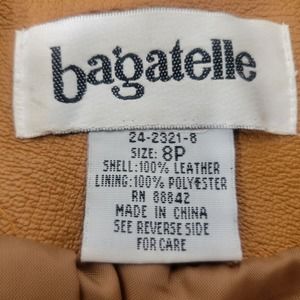 bagatelle
24-2321-8
SIZE: 8P
SHELL:100% LEATHER
LINING:100% POLYESTER
RN 88842
MADE IN CHINA
SEE REVERSE SIDE
FOR CARE